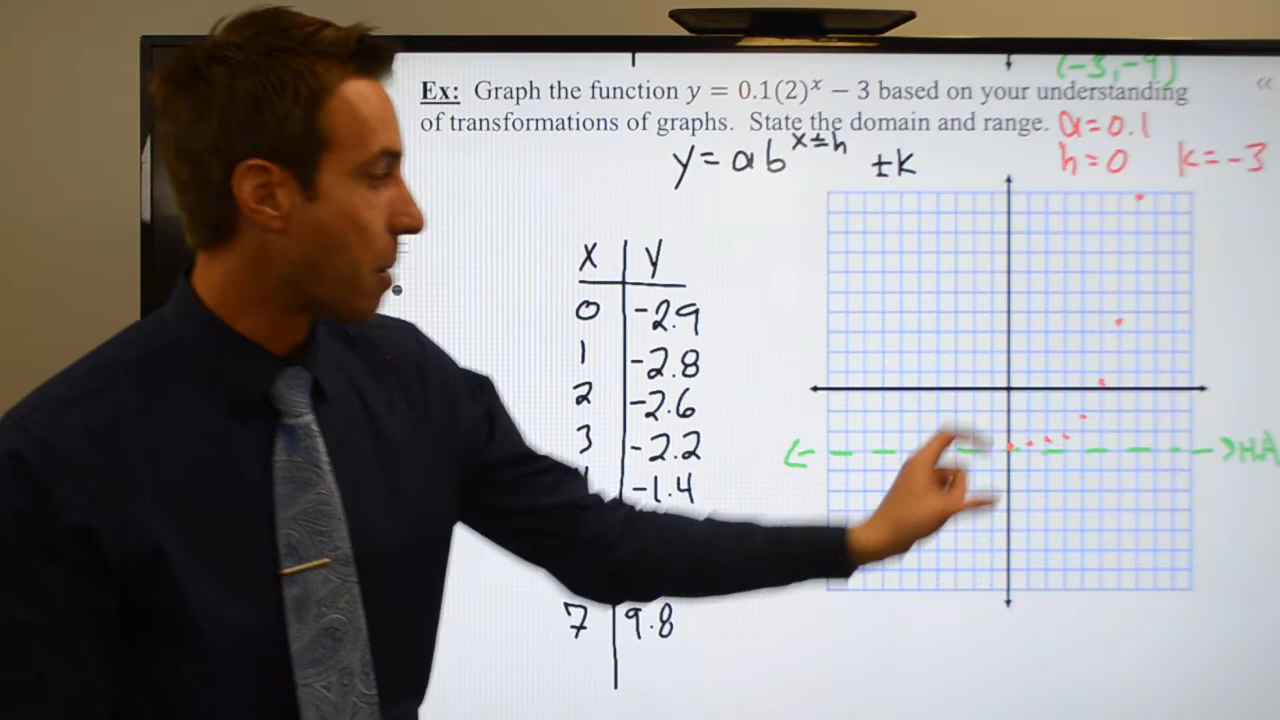 (-3,-9)
Ex: Graph the function y = 0.1(2)ˣ − 3 based on your understanding
of transformations of graphs. State the domain and range. a=0.1
y=ab^(x±h) ±K
h=0 K=-3
X | Y
0 | -2.9
1 | -2.8
2 | -2.6
3 | -2.2
-1.4
7 | 9.8
HA